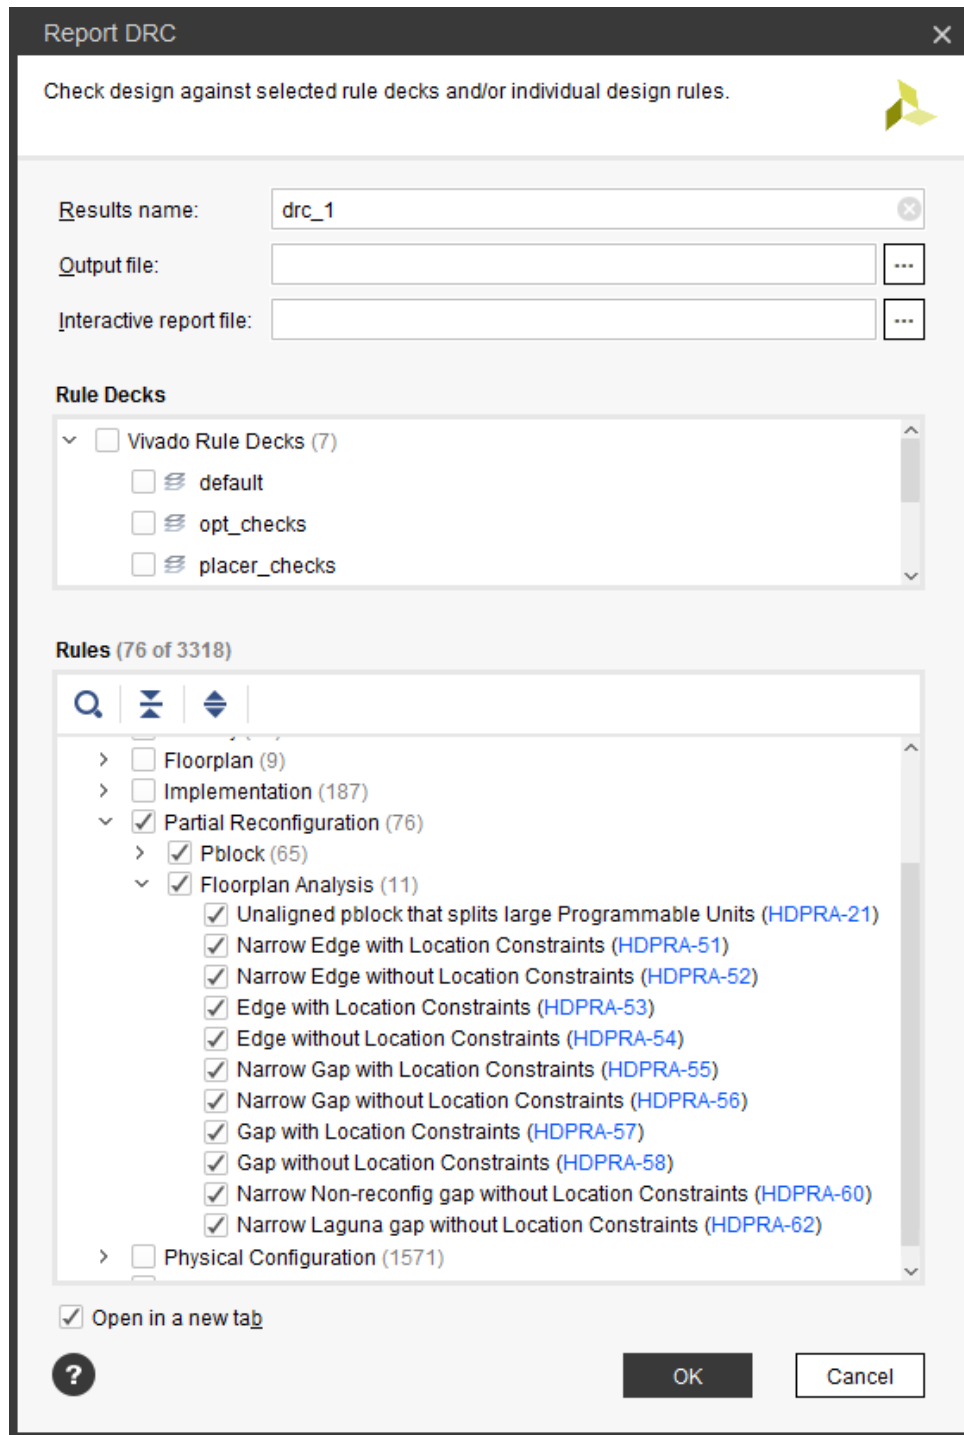 Report DRC
Check design against selected rule decks and/or individual design rules.
Results name: drc_1
Output file:
...
Interactive report file:
...
Rule Decks
Vivado Rule Decks (7)
default
opt_checks
placer_checks
Rules (76 of 3318)
Floorplan (9)
Implementation (187)
Partial Reconfiguration (76)
Pblock (65)
Floorplan Analysis (11)
Unaligned pblock that splits large Programmable Units (HDPRA-21)
Narrow Edge with Location Constraints (HDPRA-51)
Narrow Edge without Location Constraints (HDPRA-52)
Edge with Location Constraints (HDPRA-53)
Edge without Location Constraints (HDPRA-54)
Narrow Gap with Location Constraints (HDPRA-55)
Narrow Gap without Location Constraints (HDPRA-56)
Gap with Location Constraints (HDPRA-57)
Gap without Location Constraints (HDPRA-58)
Narrow Non-reconfig gap without Location Constraints (HDPRA-60)
Narrow Laguna gap without Location Constraints (HDPRA-62)
Physical Configuration (1571)
Open in a new tab
? OK Cancel